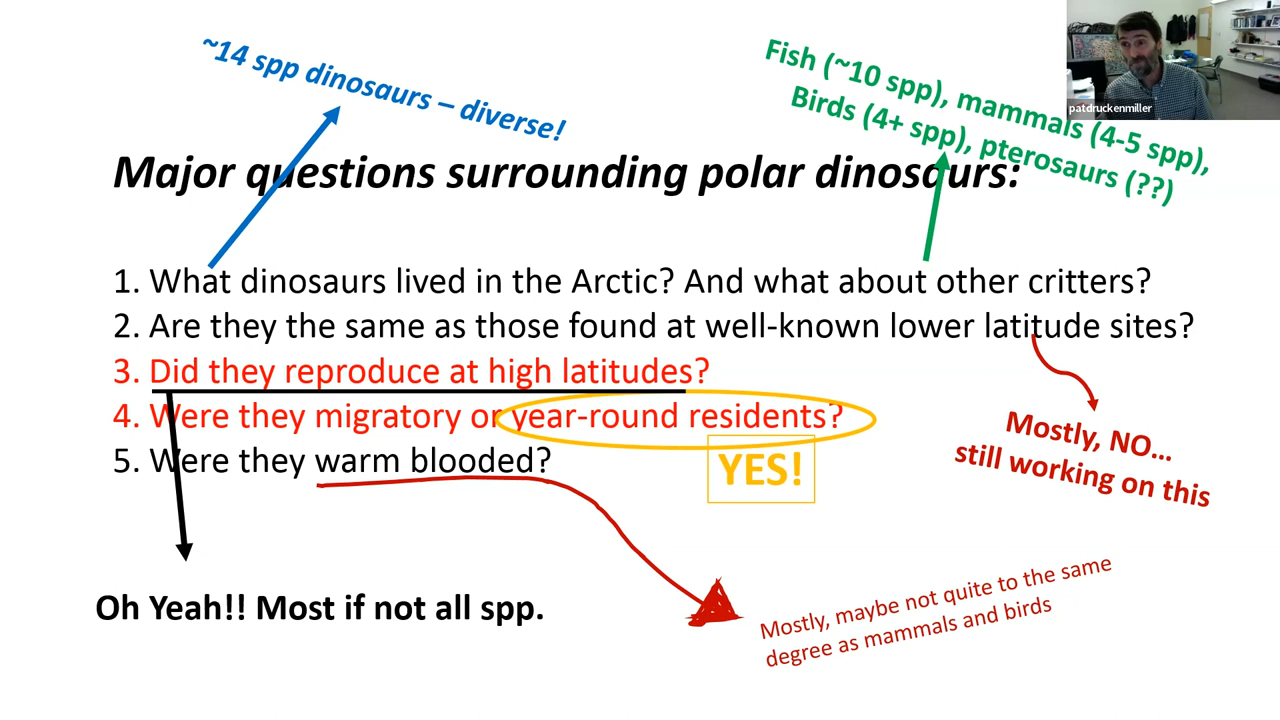 ~14 spp dinosaurs – diverse!
Fish (~10 spp), mammals (4-5 spp),
Birds (4+ spp), pterosaurs (??)
patdruckenmiller
Major questions surrounding polar dinosaurs:
1. What dinosaurs lived in the Arctic? And what about other critters?
2. Are they the same as those found at well-known lower latitude sites?
3. Did they reproduce at high latitudes?
4. Were they migratory or year-round residents?
5. Were they warm blooded?
YES!
Mostly, NO...
still working on this
Oh Yeah!! Most if not all spp.
Mostly, maybe not quite to the same
degree as mammals and birds